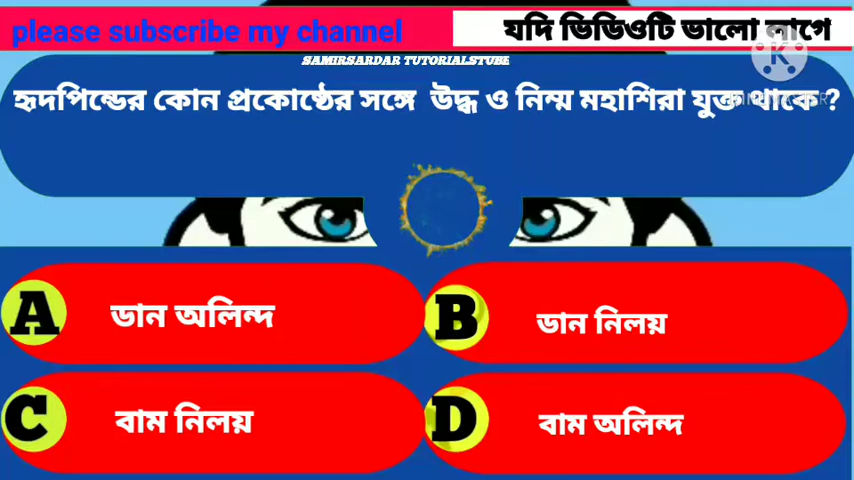 please subscribe my channel
যদি ভিডিওটি ভালো লাগে
SAMIRSARDAR TUTORIALSTUBE
হৃদপিন্ডের কোন প্রকোষ্ঠের সঙ্গে উদ্ধ ও নিম্ম মহাশিরা যুক্ত থাকে ?
A ডান অলিন্দ
B ডান নিলয়
C বাম নিলয়
D বাম অলিন্দ